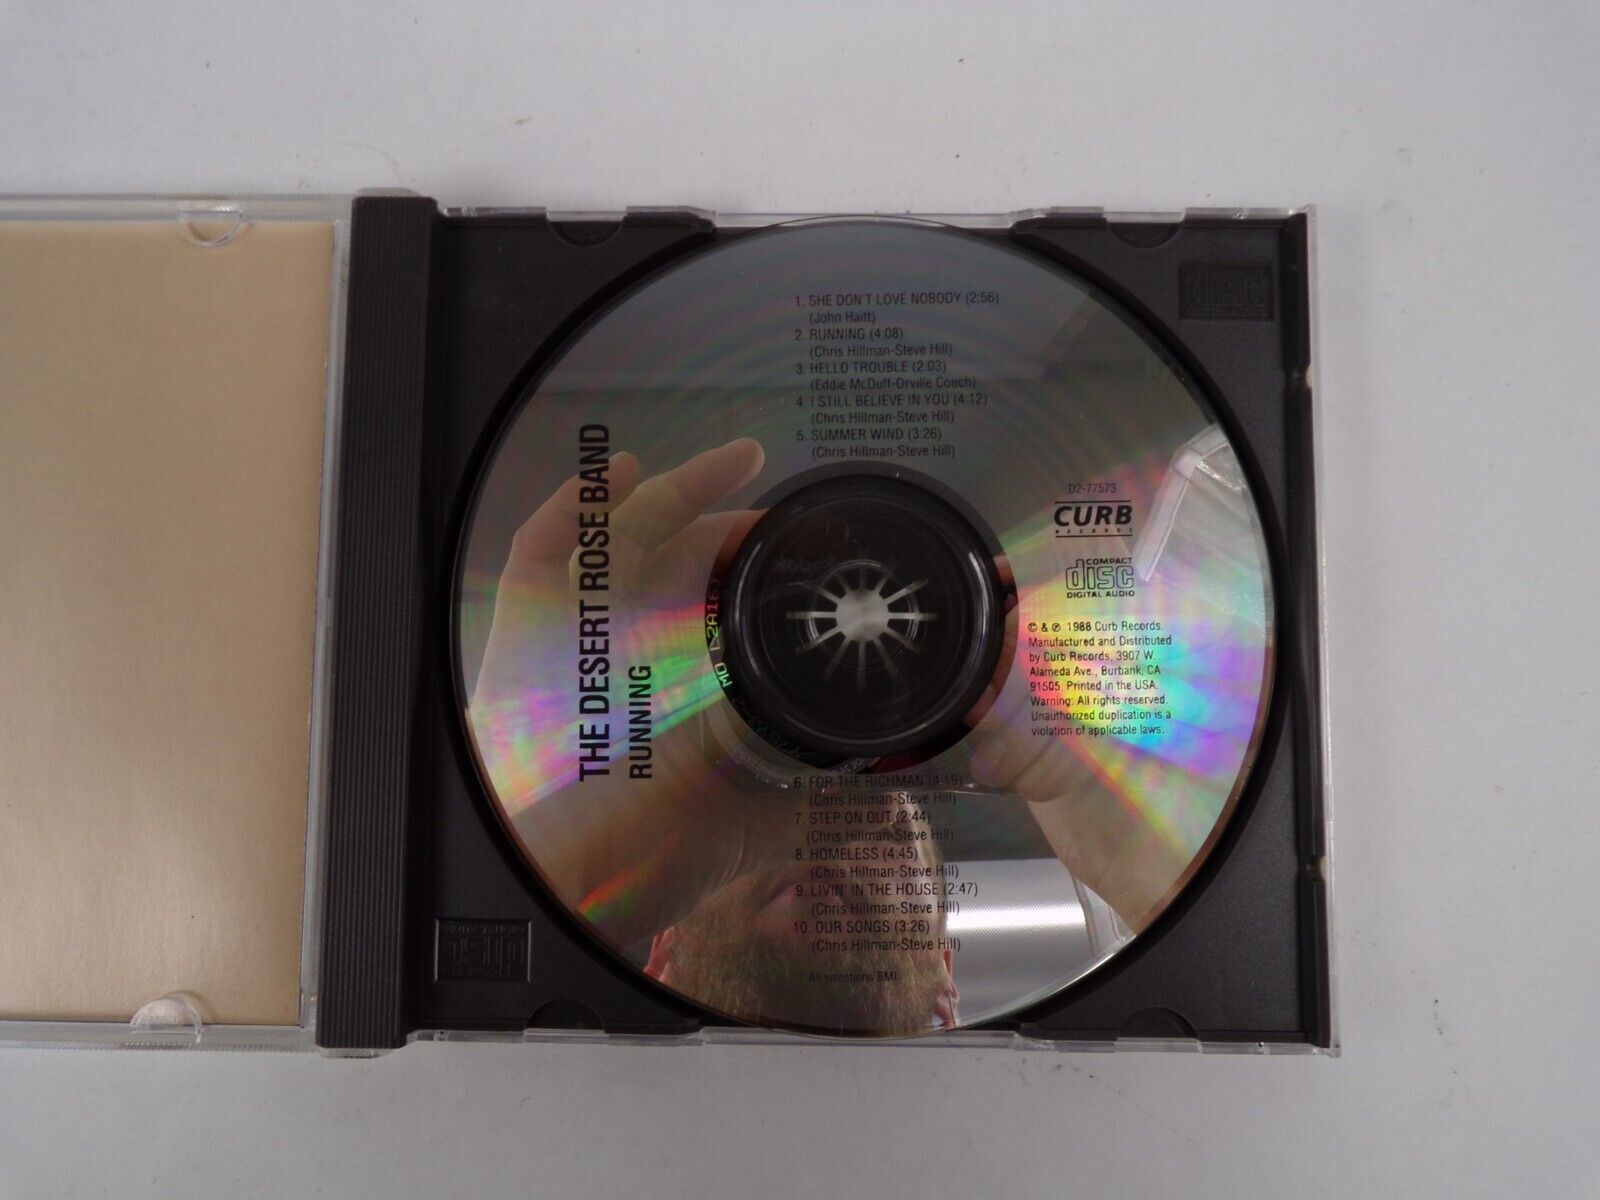 1. SHE DON'T LOVE NOBODY (2:56)
(John Haitt)
2. RUNNING (4:08)
(Chris Hillman-Steve Hill)
3. HELLO TROUBLE (2:03)
(Eddie McDuff-Orville Couch)
4. I STILL BELIEVE IN YOU (4:12)
(Chris Hillman-Steve Hill)
5. SUMMER WIND (3:26)
(Chris Hillman-Steve Hill)
THE DESERT ROSE BAND
RUNNING
D2-77573
CURB
RECORDS
COMPACT
disc
DIGITAL AUDIO
© & ℗ 1988 Curb Records.
Manufactured and Distributed
by Curb Records, 3907 W.
Alameda Ave., Burbank, CA
91505. Printed in the USA.
Warning: All rights reserved.
Unauthorized duplication is a
violation of applicable laws.
6. FOR THE RICHMAN (4:19)
(Chris Hillman-Steve Hill)
7. STEP ON OUT (2:44)
(Chris Hillman-Steve Hill)
8. HOMELESS (4:45)
(Chris Hillman-Steve Hill)
9. LIVIN' IN THE HOUSE (2:47)
(Chris Hillman-Steve Hill)
10. OUR SONGS (3:26)
(Chris Hillman-Steve Hill)
All selections BMI